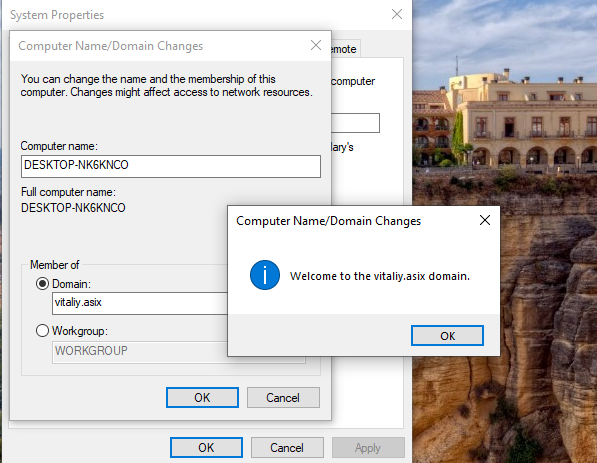 System Properties
Computer Name/Domain Changes
emote
You can change the name and the membership of this
computer. Changes might affect access to network resources.
computer
Computer name:
DESKTOP-NK6KNCO
lary's
Full computer name:
DESKTOP-NK6KNCO
Computer Name/Domain Changes
Welcome to the vitaliy.asix domain.
OK
Member of
Domain:
vitaliy.asix
Workgroup:
WORKGROUP
OK Cancel
OK Cancel Apply